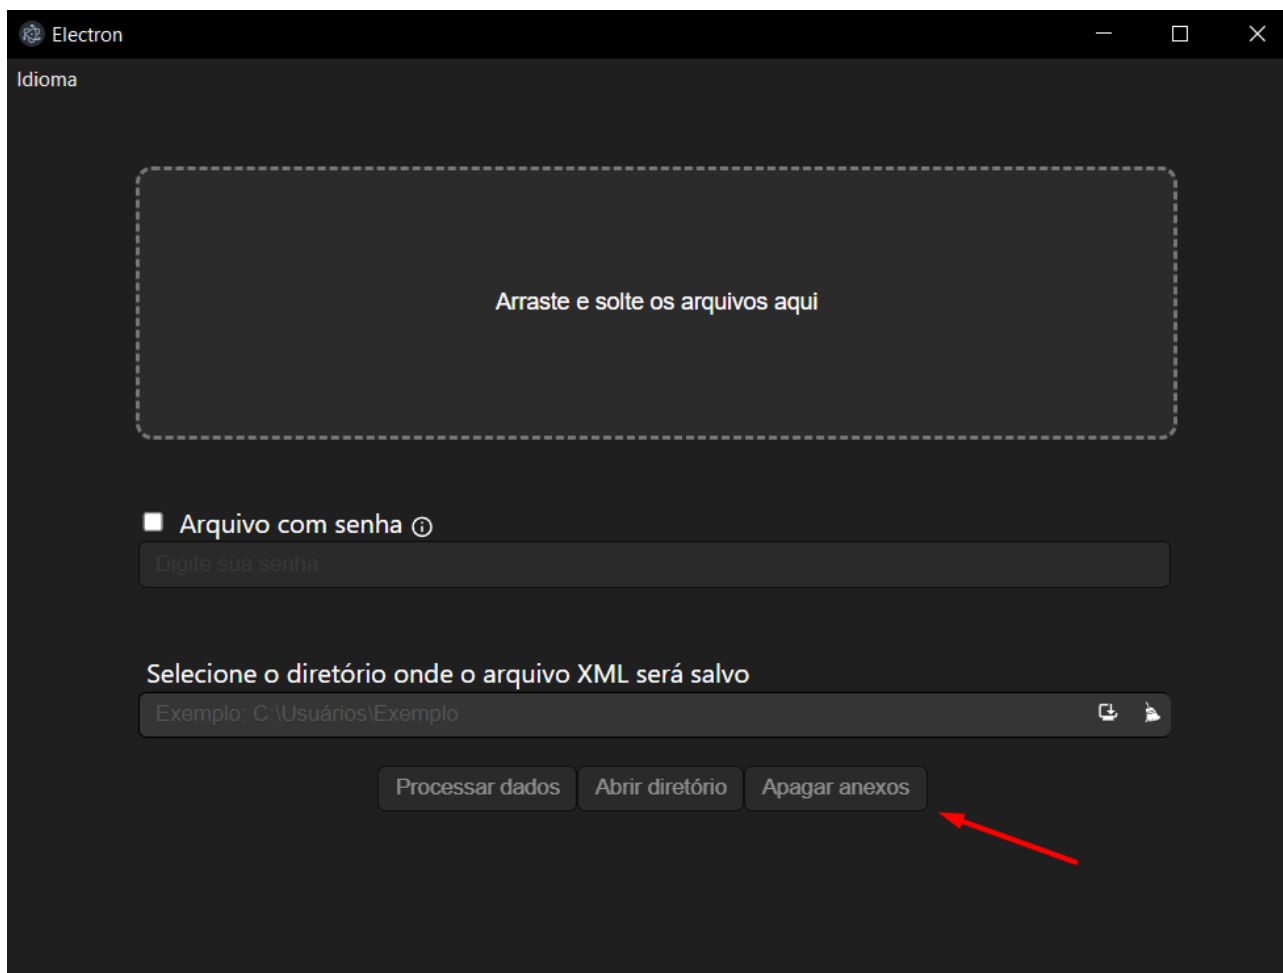 Electron
Idioma
Arraste e solte os arquivos aqui
Arquivo com senha
Digite sua senha
Selecione o diretório onde o arquivo XML será salvo
Exemplo: C:\Usuários\Exemplo
Processar dados Abrir diretório Apagar anexos